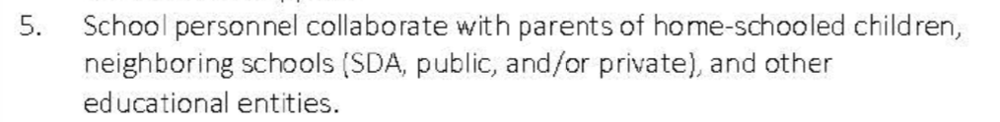 5. School personnel collaborate with parents of home-schooled children,
neighboring schools (SDA, public, and/or private), and other
educational entities.